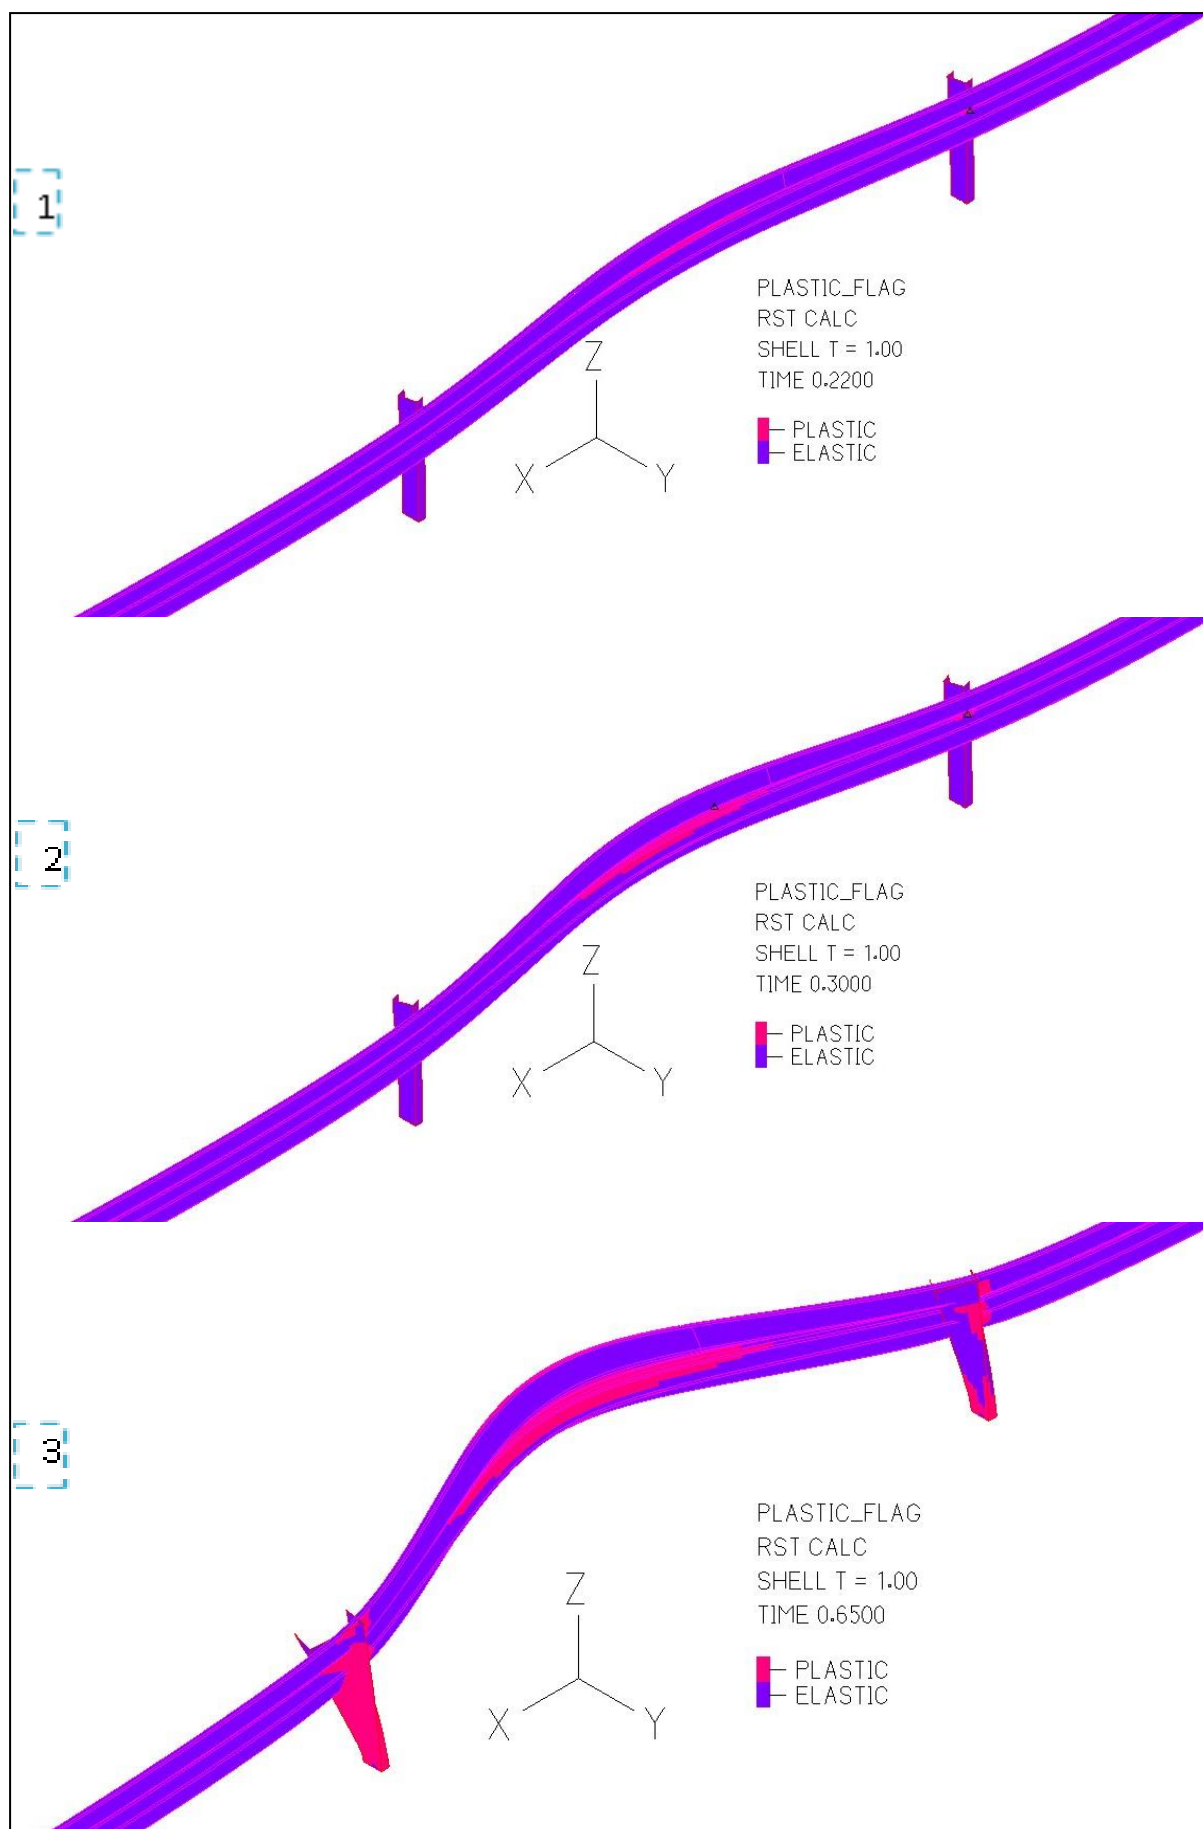 1
PLASTIC_FLAG
RST CALC
SHELL T = 1.00
TIME 0.2200
Z
X
Y
PLASTIC
ELASTIC
2
PLASTIC_FLAG
RST CALC
SHELL T = 1.00
TIME 0.3000
Z
X
Y
PLASTIC
ELASTIC
3
PLASTIC_FLAG
RST CALC
SHELL T = 1.00
TIME 0.6500
Z
X
Y
PLASTIC
ELASTIC